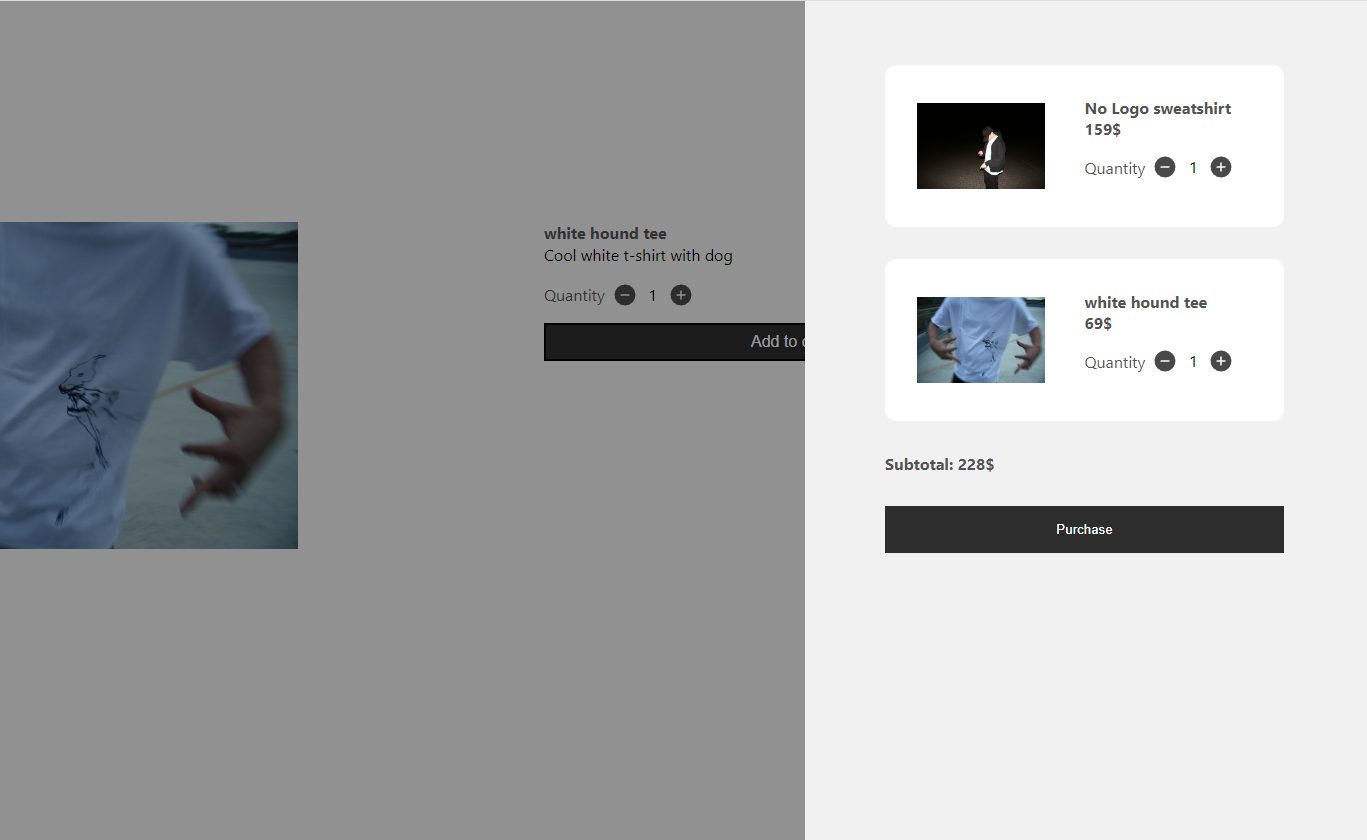 white hound tee
Cool white t-shirt with dog
Quantity 1
Add to
No Logo sweatshirt
159$
Quantity 1
white hound tee
69$
Quantity 1
Subtotal: 228$
Purchase